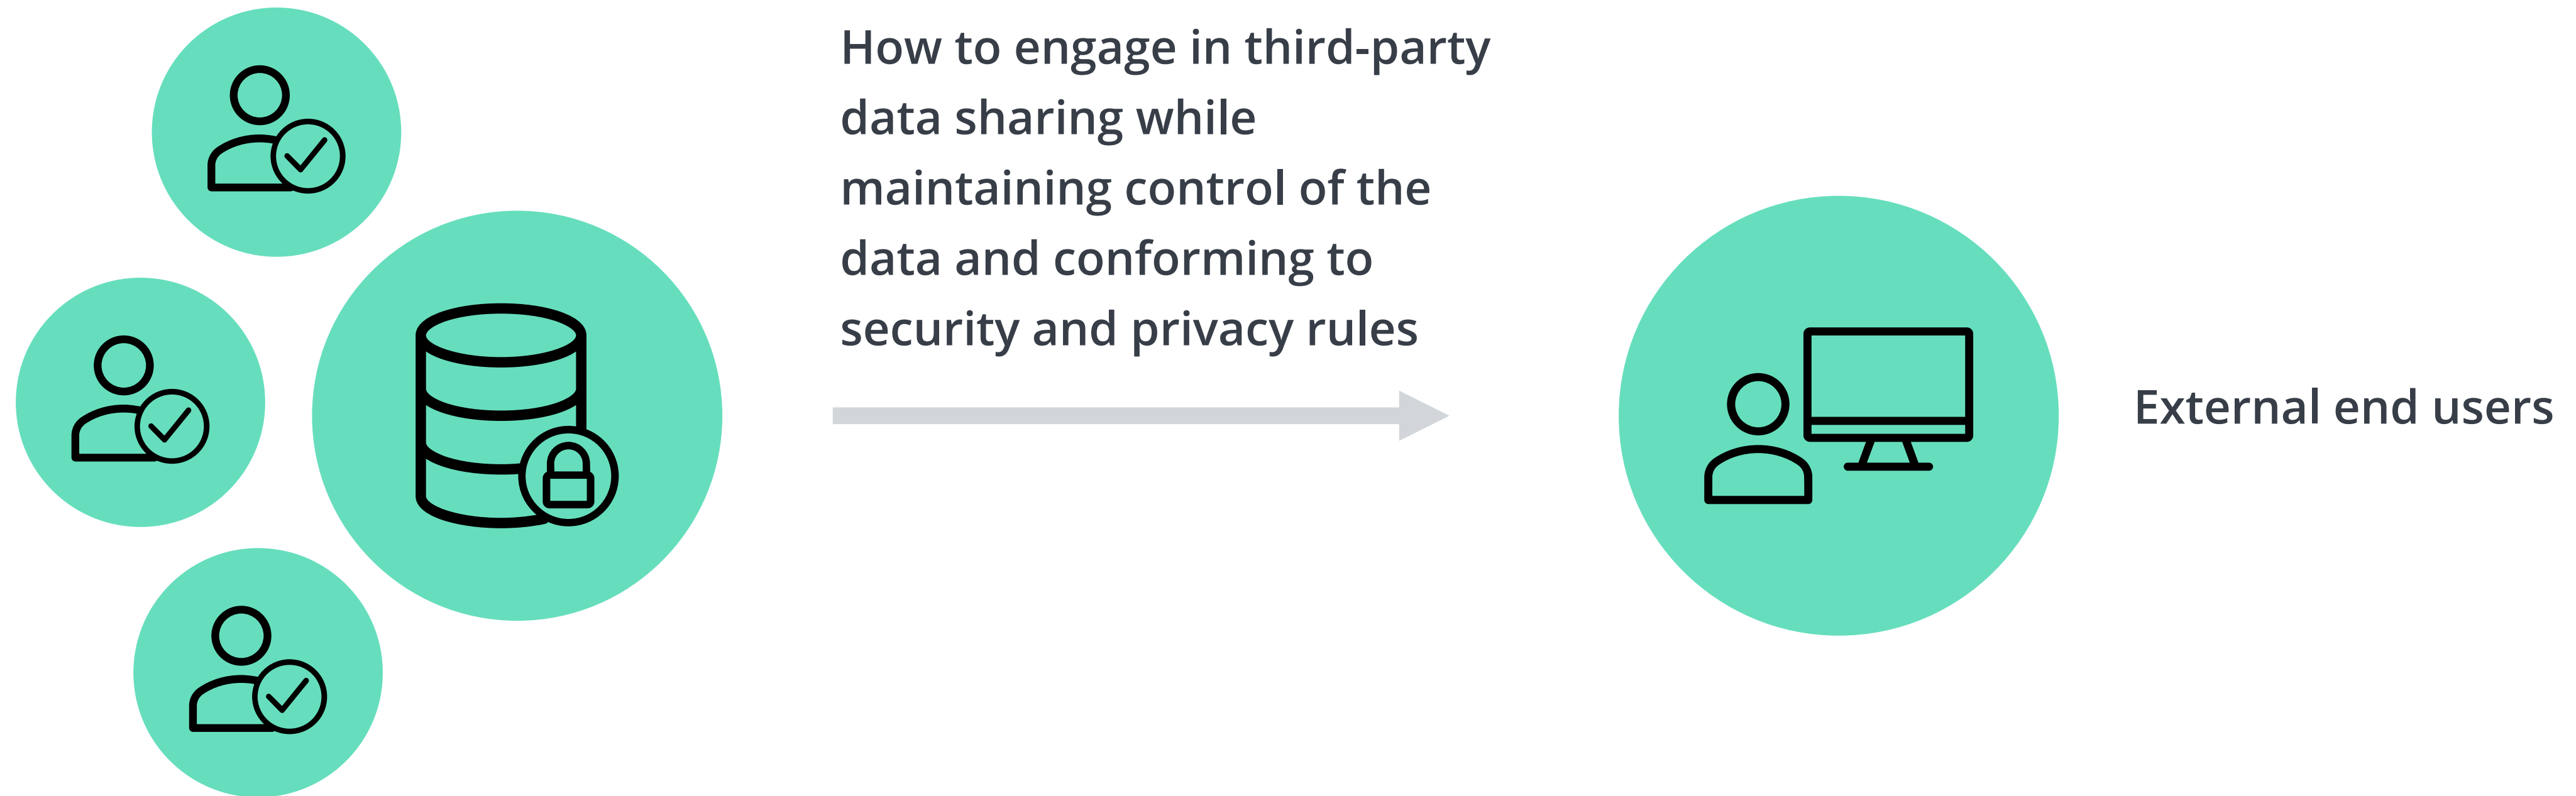 How to engage in third-party
data sharing while
maintaining control of the
data and conforming to
security and privacy rules
External end users